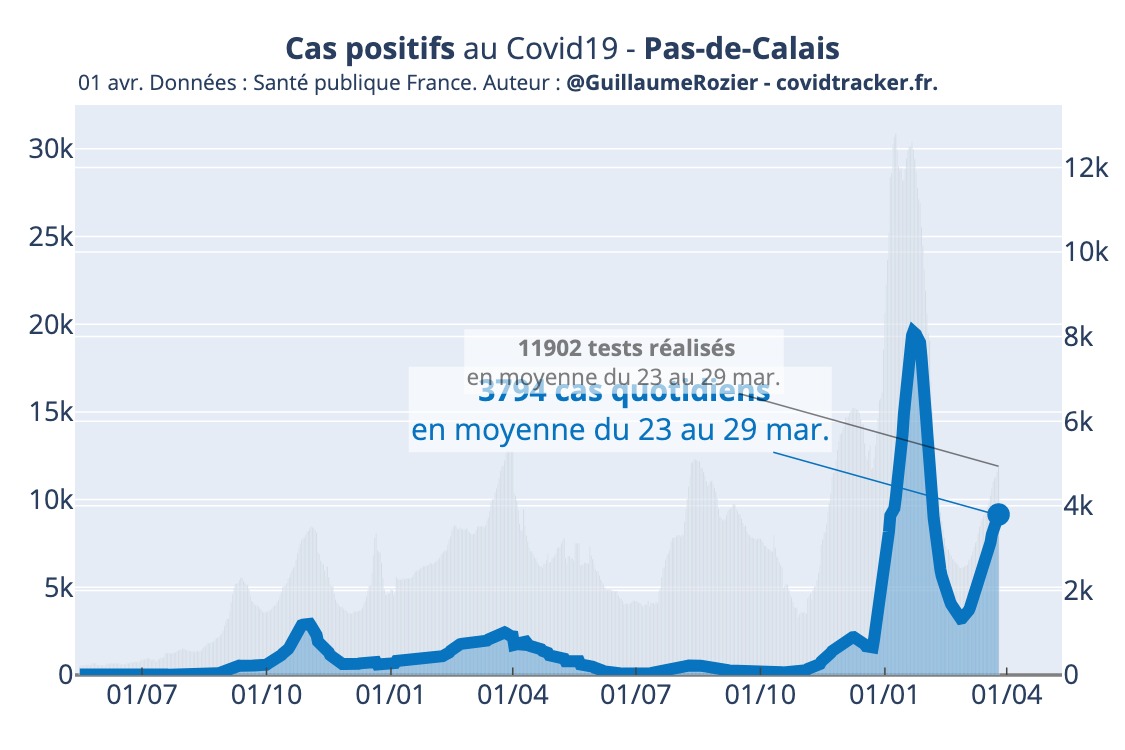 Cas positifs au Covid19 - Pas-de-Calais
01 avr. Données : Santé publique France. Auteur : @GuillaumeRozier - covidtracker.fr.
30k
25k
20k
15k
10k
5k
0
12k
10k
8k
6k
4k
2k
0
11902 tests réalisés
en moyenne du 23 au 29 mar.
3794 cas quotidiens
en moyenne du 23 au 29 mar.
01/07 01/10 01/01 01/04 01/07 01/10 01/01 01/04